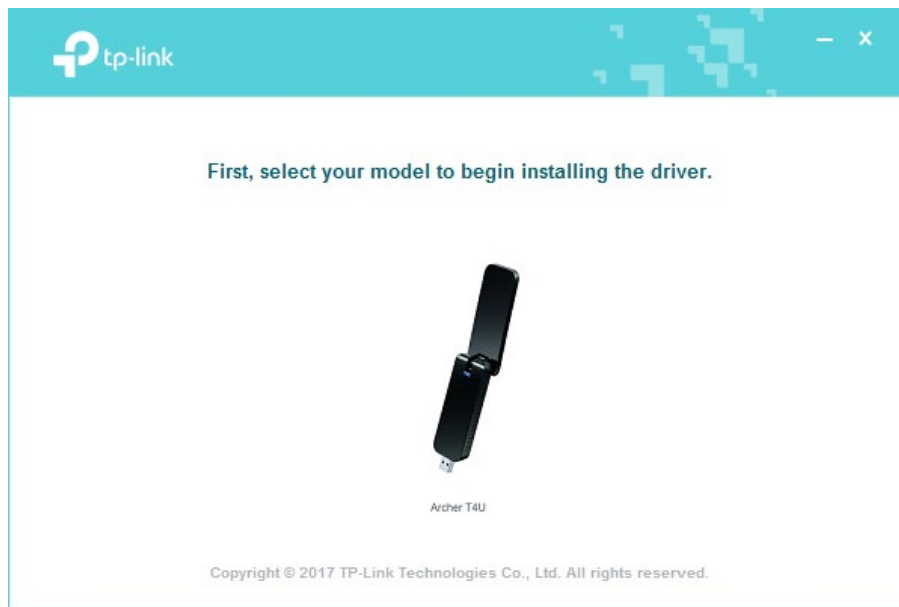 tp-link
First, select your model to begin installing the driver.
Archer T4U
Copyright © 2017 TP-Link Technologies Co., Ltd. All rights reserved.